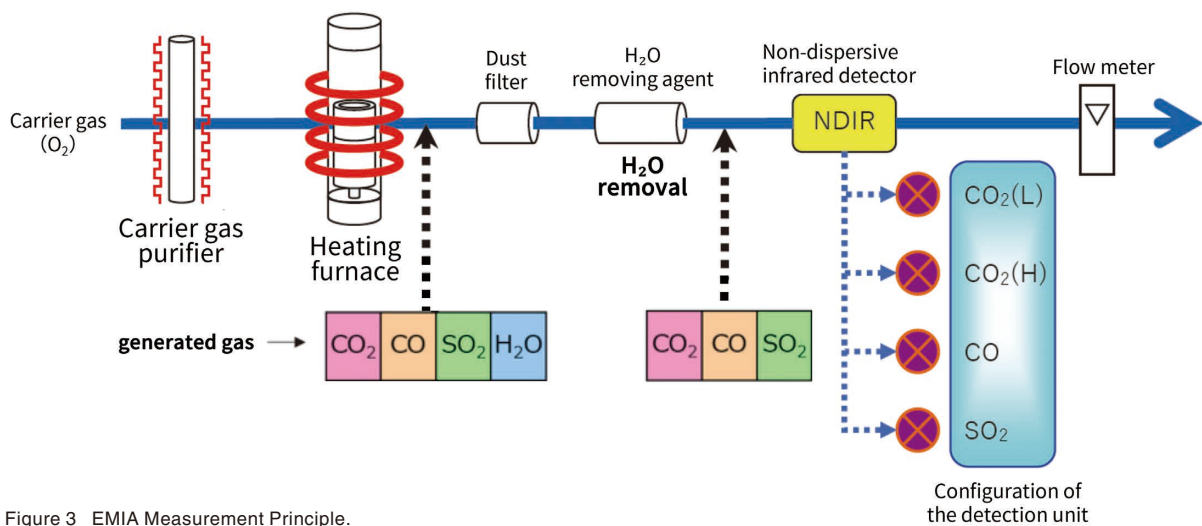 Carrier gas
(O₂)
Carrier gas
purifier
Heating
furnace
Dust
filter
H₂O
removing agent
H₂O
removal
Non-dispersive
infrared detector
NDIR
Flow meter
generated gas
CO₂ CO SO₂ H₂O
CO₂ CO SO₂
CO₂(L)
CO₂(H)
CO
SO₂
Configuration of
the detection unit
Figure 3 EMIA Measurement Principle.